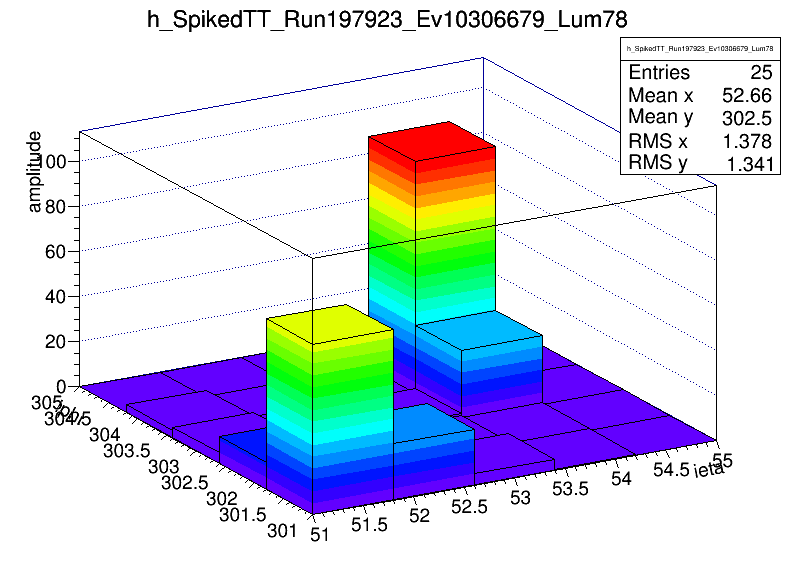 h_SpikedTT_Run197923_Ev10306679_Lum78
h_SpikedTT_Run197923_Ev10306679_Lum78
Entries 25
Mean x 52.66
Mean y 302.5
RMS x 1.378
RMS y 1.341
amplitude
100
80
60
40
20
0
305
304.5
304
303.5
303
302.5
302
301.5
301
51
51.5
52
52.5
53
53.5
54
54.5
55
ieta